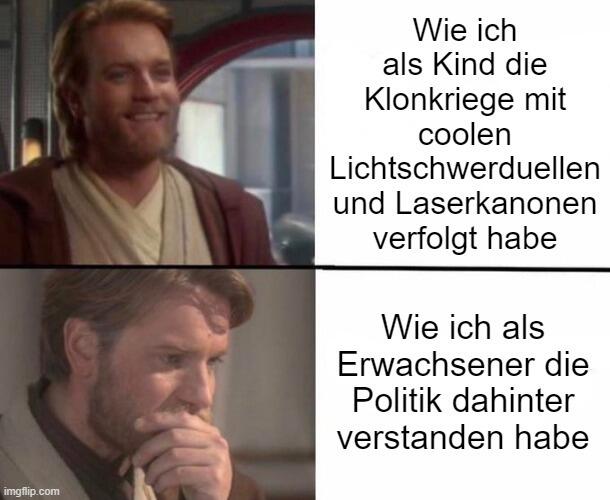 Wie ich
als Kind die
Klonkriege mit
coolen
Lichtschwerduellen
und Laserkanonen
verfolgt habe
Wie ich als
Erwachsener die
Politik dahinter
verstanden habe
imgflip.com